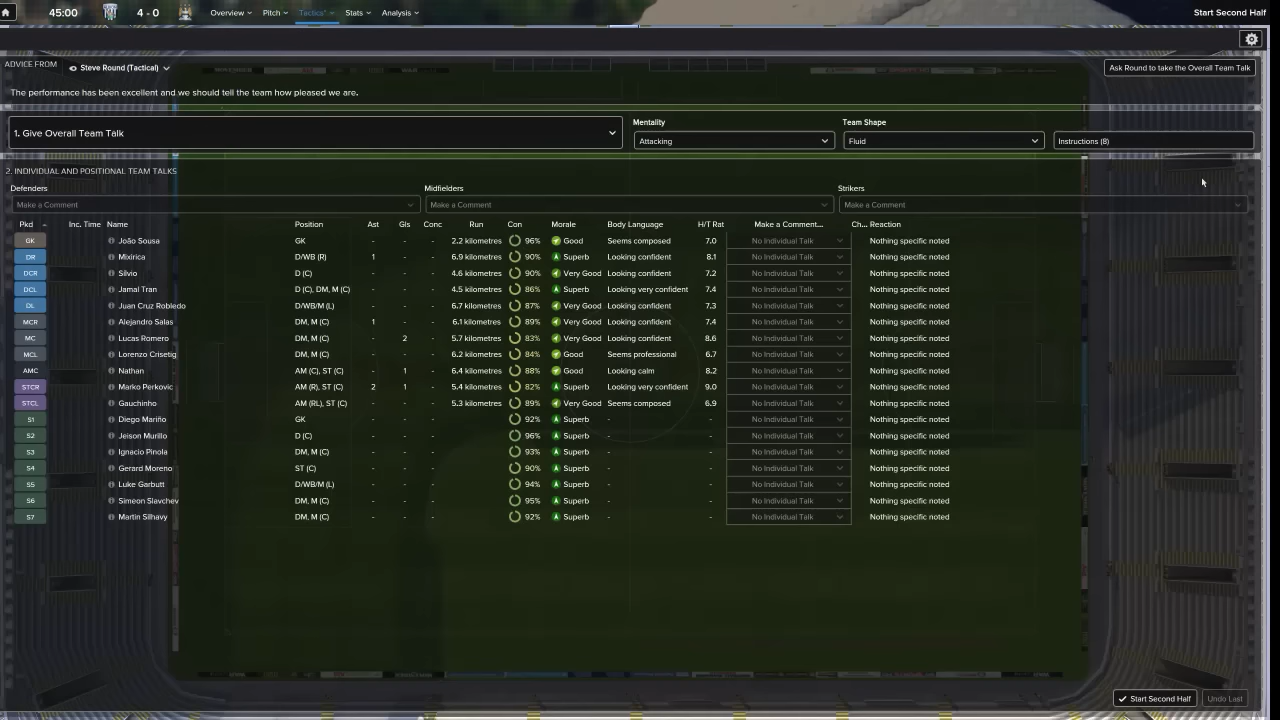 45:00 4 - 0 Overview Pitch Tactics* Stats Analysis Start Second Half
ADVICE FROM Steve Round (Tactical) Ask Round to take the Overall Team Talk
The performance has been excellent and we should tell the team how pleased we are.
Mentality Team Shape
1. Give Overall Team Talk Attacking Fluid Instructions (8)
2. INDIVIDUAL AND POSITIONAL TEAM TALKS
Defenders Midfielders Strikers
Make a Comment Make a Comment Make a Comment
Pkd Inc. Time Name Position Ast Gls Conc Run Con Morale Body Language H/T Rat Make a Comment... Ch... Reaction
GK João Sousa GK - - - 2.2 kilometres 96% Good Seems composed 7.0 No Individual Talk Nothing specific noted
DR Mixirica D/WB (R) 1 - - 6.9 kilometres 90% Superb Looking confident 8.1 No Individual Talk Nothing specific noted
DCR Silvio D (C) - - - 4.6 kilometres 90% Very Good Looking confident 7.2 No Individual Talk Nothing specific noted
DCL Jamal Tran D (C), DM, M (C) - - - 4.5 kilometres 86% Superb Looking very confident 7.4 No Individual Talk Nothing specific noted
DL Juan Cruz Robledo D/WB/M (L) - - - 6.7 kilometres 87% Very Good Looking confident 7.3 No Individual Talk Nothing specific noted
MCR Alejandro Salas DM, M (C) 1 - - 6.1 kilometres 89% Very Good Looking confident 7.4 No Individual Talk Nothing specific noted
MC Lucas Romero DM, M (C) - 2 - 5.7 kilometres 83% Very Good Looking confident 8.6 No Individual Talk Nothing specific noted
MCL Lorenzo Crisetig DM, M (C) - - - 6.2 kilometres 84% Good Seems professional 6.7 No Individual Talk Nothing specific noted
AMC Nathan AM (C), ST (C) - 1 - 6.4 kilometres 88% Good Looking calm 8.2 No Individual Talk Nothing specific noted
STCR Marko Perkovic AM (R), ST (C) 2 1 - 5.4 kilometres 82% Superb Looking very confident 9.0 No Individual Talk Nothing specific noted
STCL Gauchinho AM (RL), ST (C) - - - 5.3 kilometres 89% Very Good Seems composed 6.9 No Individual Talk Nothing specific noted
S1 Diego Mariño GK 92% Superb - - No Individual Talk Nothing specific noted
S2 Jeison Murillo D (C) 96% Superb - - No Individual Talk Nothing specific noted
S3 Ignacio Pinola DM, M (C) 93% Superb - - No Individual Talk Nothing specific noted
S4 Gerard Moreno ST (C) 90% Superb - - No Individual Talk Nothing specific noted
S5 Luke Garbutt D/WB/M (L) 94% Superb - - No Individual Talk Nothing specific noted
S6 Simeon Slavchev DM, M (C) 95% Superb - - No Individual Talk Nothing specific noted
S7 Martin Silhavy DM, M (C) 92% Superb - - No Individual Talk Nothing specific noted
Start Second Half Undo Last